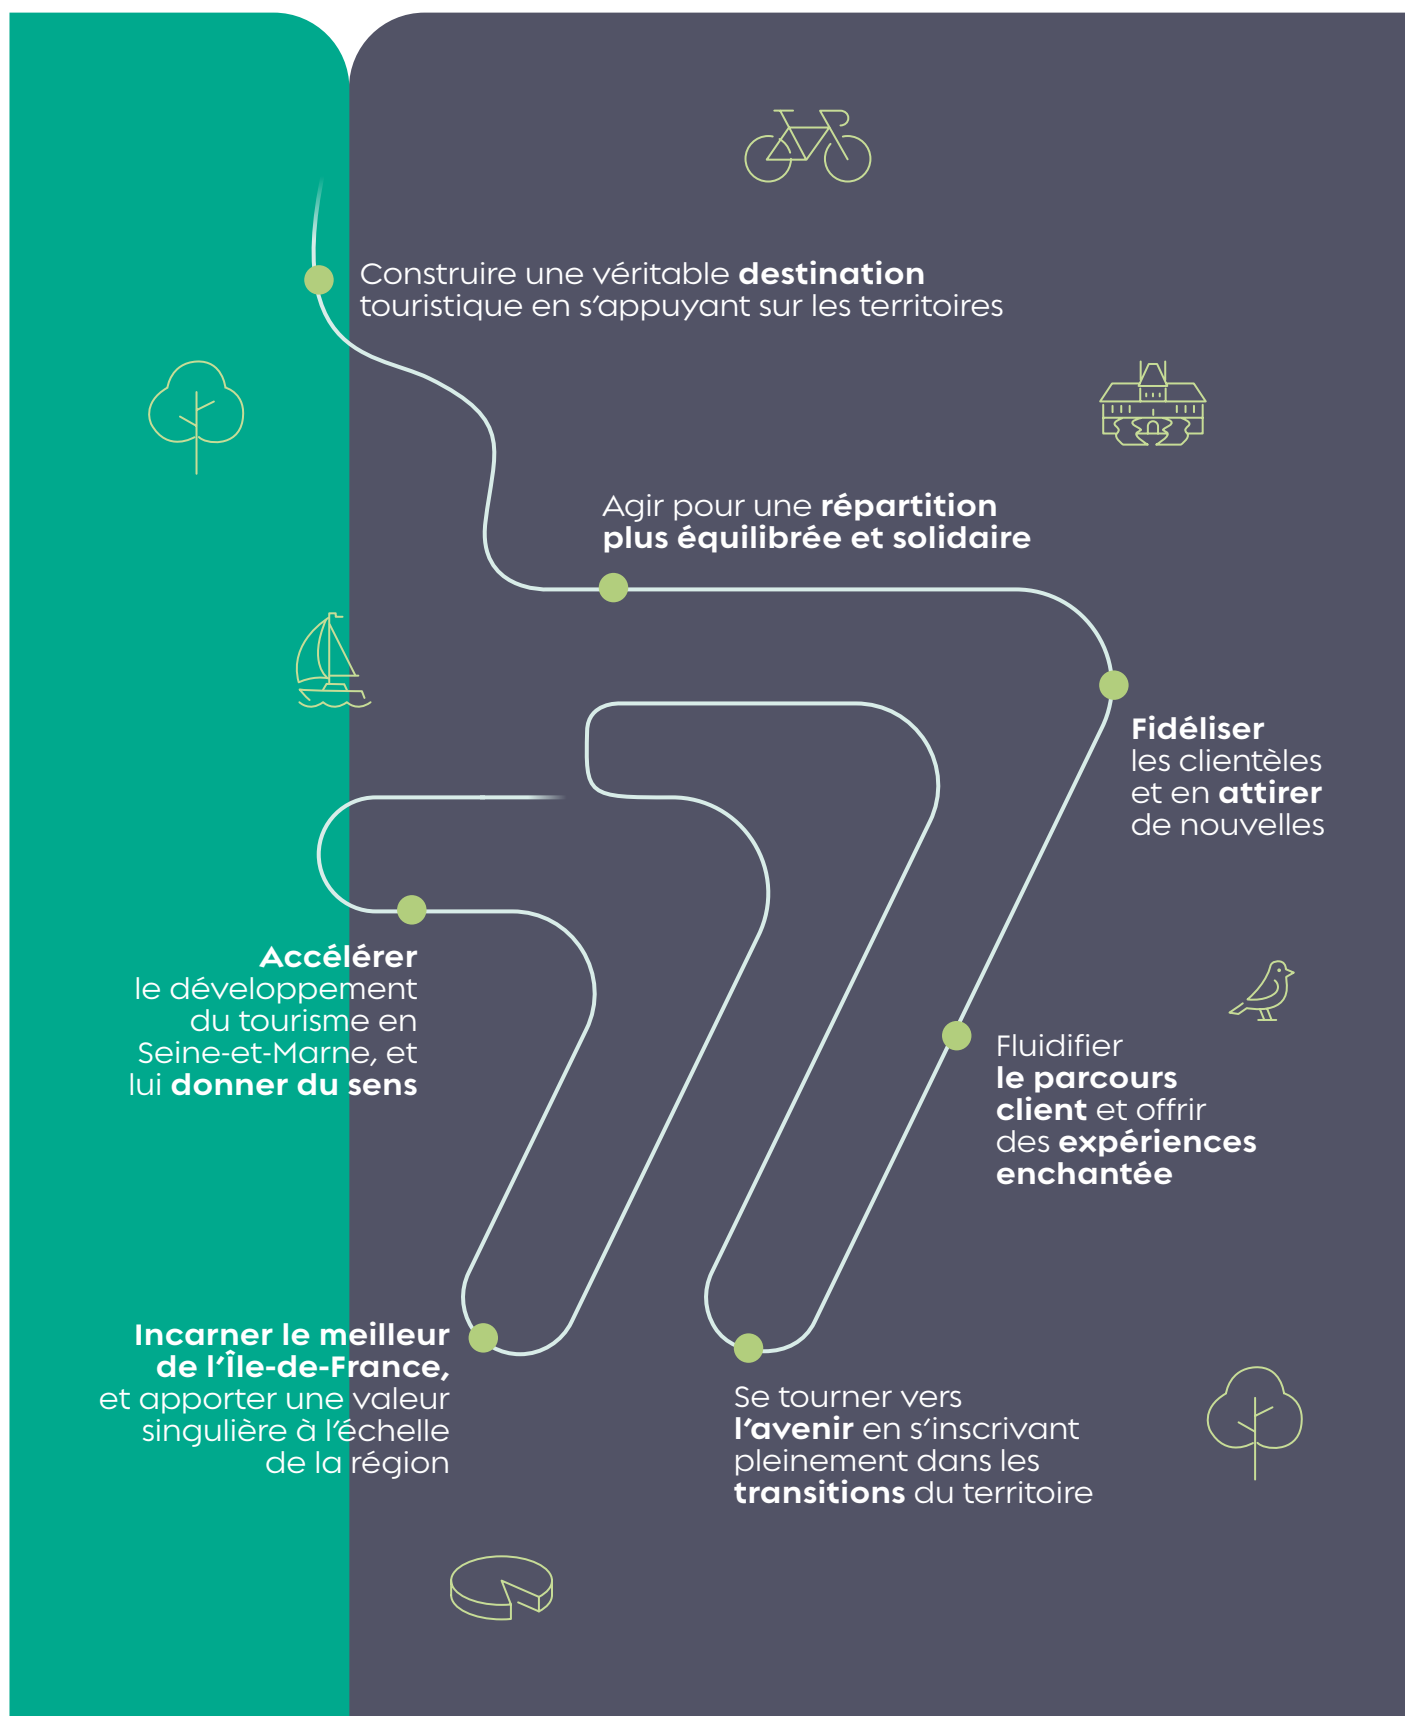 Construire une véritable destination
touristique en s’appuyant sur les territoires
Agir pour une répartition
plus équilibrée et solidaire
Fidéliser
les clientèles
et en attirer
de nouvelles
Fluidifier
le parcours
client et offrir
des expériences
enchantée
Se tourner vers
l’avenir en s’inscrivant
pleinement dans les
transitions du territoire
Incarner le meilleur
de l’Île-de-France,
et apporter une valeur
singulière à l’échelle
de la région
Accélérer
le développement
du tourisme en
Seine-et-Marne, et
lui donner du sens